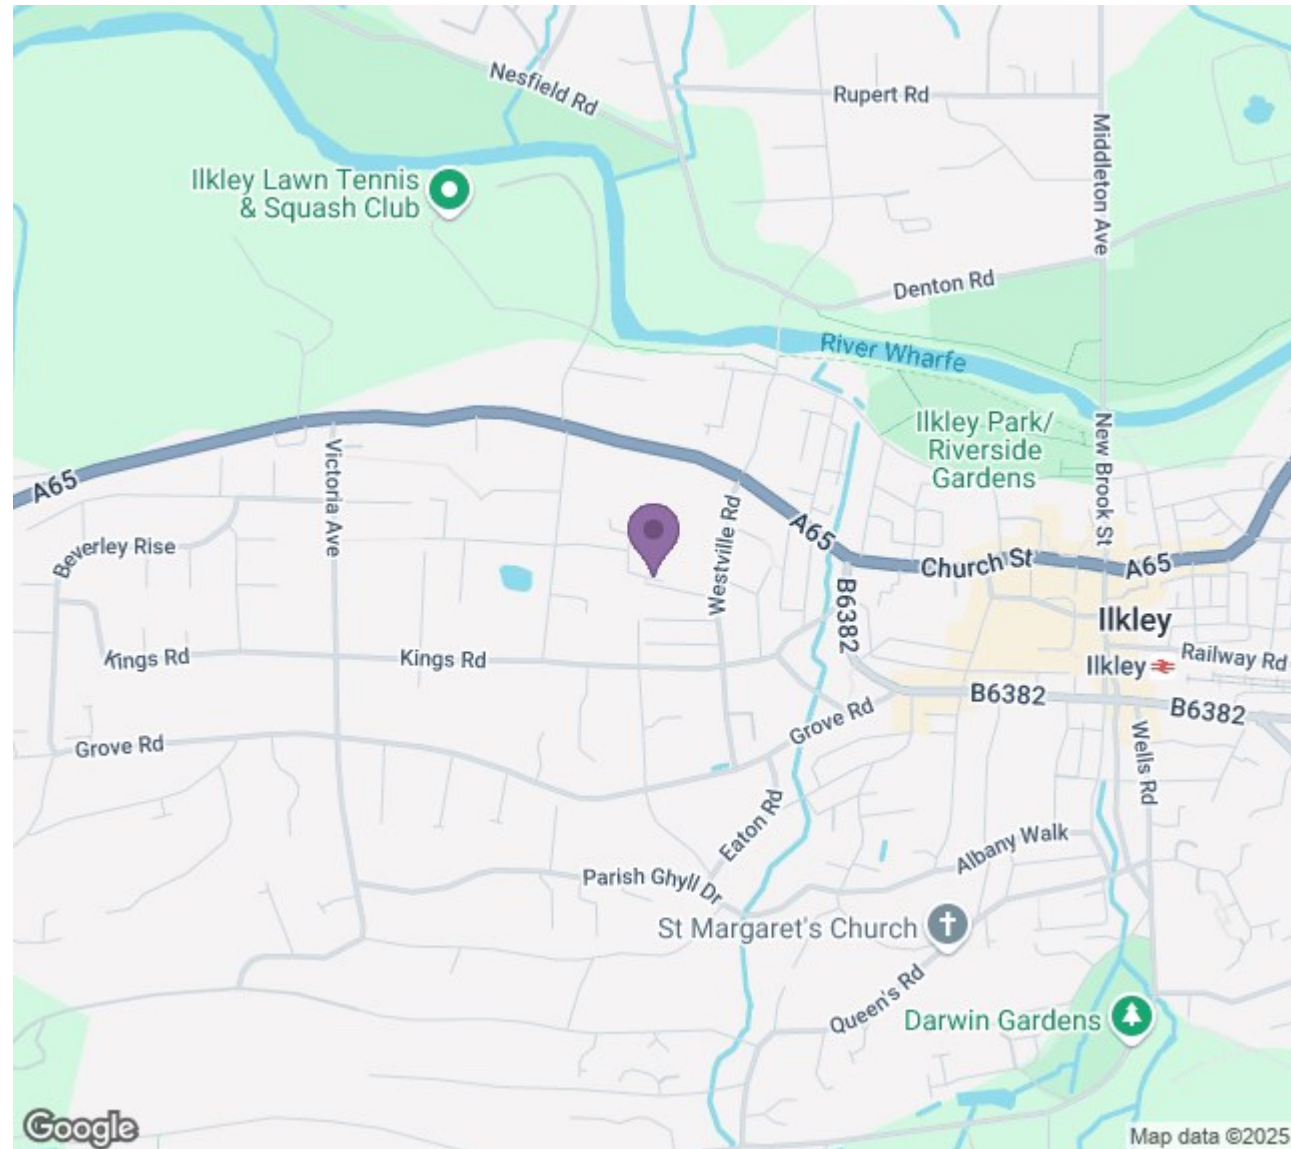 Nesfield Rd
Rupert Rd
Middleton Ave
Ilkley Lawn Tennis
& Squash Club
Denton Rd
River Wharfe
Ilkley Park/
Riverside
Gardens
New Brook St
A65
Victoria Ave
Westville Rd
A65
Church St
A65
Beverley Rise
B6382
Ilkley
Kings Rd
Kings Rd
Railway Rd
Ilkley
B6382
B6382
Grove Rd
Grove Rd
Wells Rd
Eaton Rd
Albany Walk
Parish Ghyll Dr
St Margaret's Church
Queen's Rd
Darwin Gardens
Google
Map data ©2025